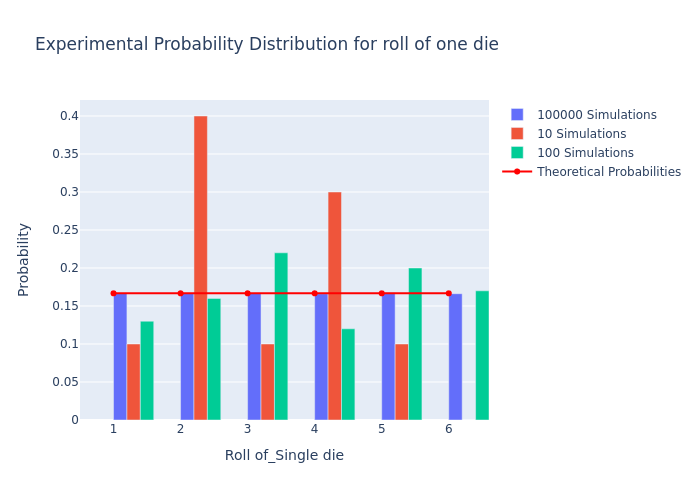 Experimental Probability Distribution for roll of one die
100000 Simulations
10 Simulations
100 Simulations
Theoretical Probabilities
0.4
0.35
0.3
0.25
0.2
0.15
0.1
0.05
0
Probability
1 2 3 4 5 6
Roll of_Single die